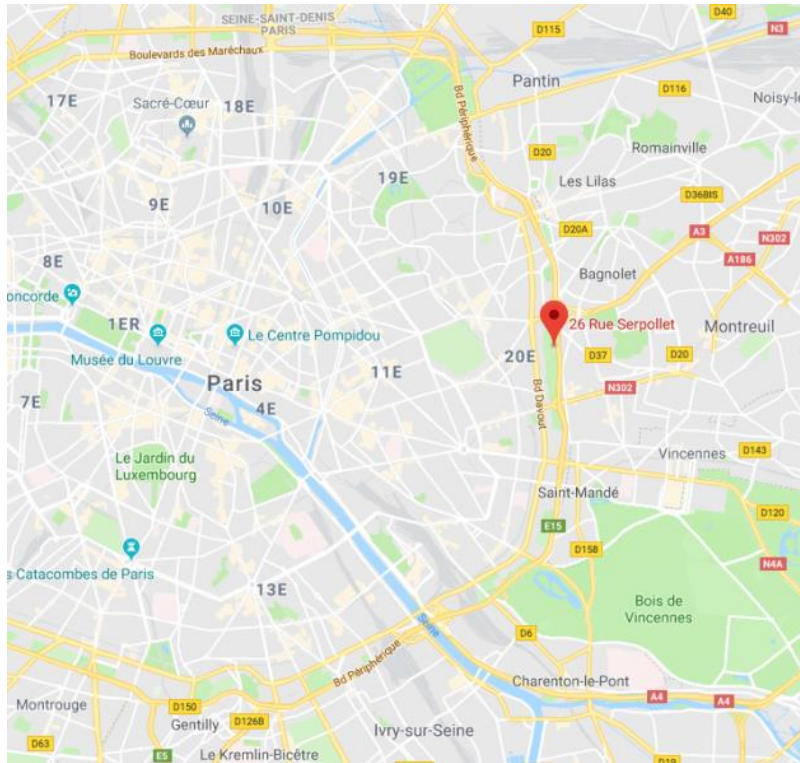 D40
SEINE-SAINT-DENIS
PARIS
D115
N3
Boulevards des Maréchaux
Pantin
Bd Périphérique
D116
17E
Sacré-Cœur
18E
Noisy-le
Romainville
D20
19E
Les Lilas
D36BIS
9E
10E
D20A
A3
N302
8E
A186
Bagnolet
oncorde
1ER
26 Rue Serpollet
Le Centre Pompidou
Montreuil
Musée du Louvre
20E
D37
D20
11E
Paris
Bd Davout
N302
7E
4E
Seine
Le Jardin du
Luxembourg
Vincennes
D143
Saint-Mandé
D120
E15
s Catacombes de Paris
D158
N4A
13E
Bois de
Vincennes
Seine
D6
Bd Périphérique
Charenton-le-Pont
A4
A4
Montrouge
D150
D126B
Gentilly
Ivry-sur-Seine
D63
E5
Le Kremlin-Bicêtre
D19